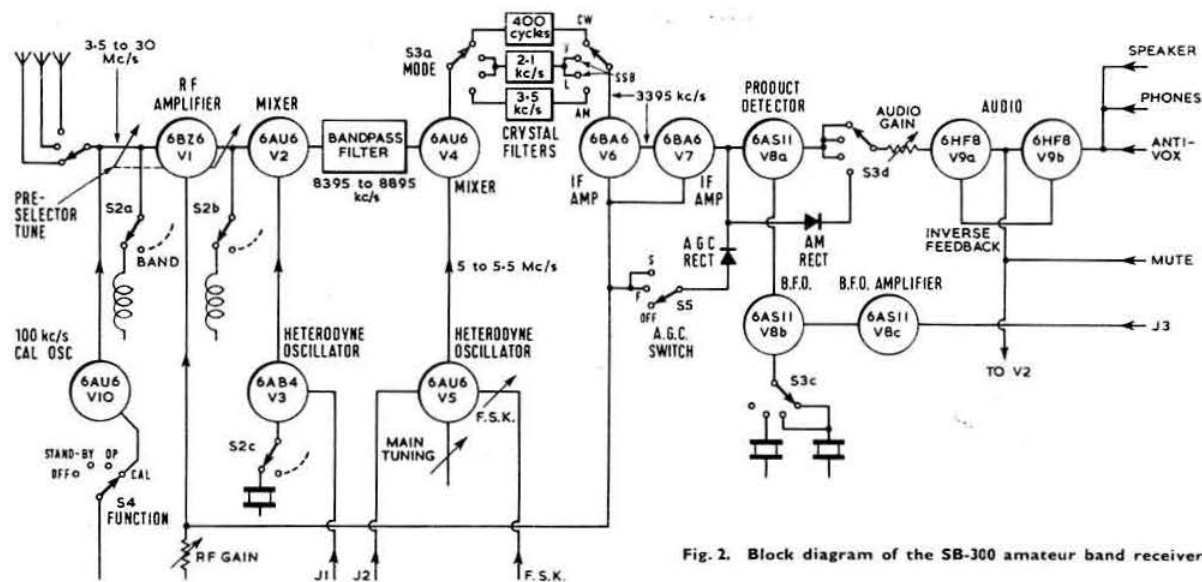 3·5 to 30
Mc/s
RF
AMPLIFIER
6BZ6
V1
MIXER
6AU6
V2
BANDPASS
FILTER
8395 to 8895
kc/s
S3a
MODE
6AU6
V4
MIXER
400
cycles
2·1
kc/s
3·5
kc/s
CRYSTAL
FILTERS
CW
SSB
L
AM
3395 kc/s
6BA6
V6
IF
AMP
6BA6
V7
IF
AMP
PRODUCT
DETECTOR
6AS11
V8a
S3d
AUDIO
GAIN
AUDIO
6HF8
V9a
6HF8
V9b
SPEAKER
PHONES
ANTI-
VOX
INVERSE
FEEDBACK
MUTE
J3
TO V2
PRE-
SELECTOR
TUNE
S2a
BAND
S2b
A G C
RECT
AM
RECT
S
F
OFF
S5
A.G.C.
SWITCH
B.F.O.
6AS11
V8b
B.F.O. AMPLIFIER
6AS11
V8c
S3c
5 to 5·5 Mc/s
100 kc/s
CAL OSC
6AU6
V10
HETERODYNE
OSCILLATOR
6AB4
V3
S2c
HETERODYNE
OSCILLATOR
6AU6
V5
F.S.K.
MAIN
TUNING
STAND-BY OP
OFF
CAL
S4
FUNCTION
RF GAIN
J1
J2
F.S.K.
Fig. 2. Block diagram of the SB-300 amateur band receiver